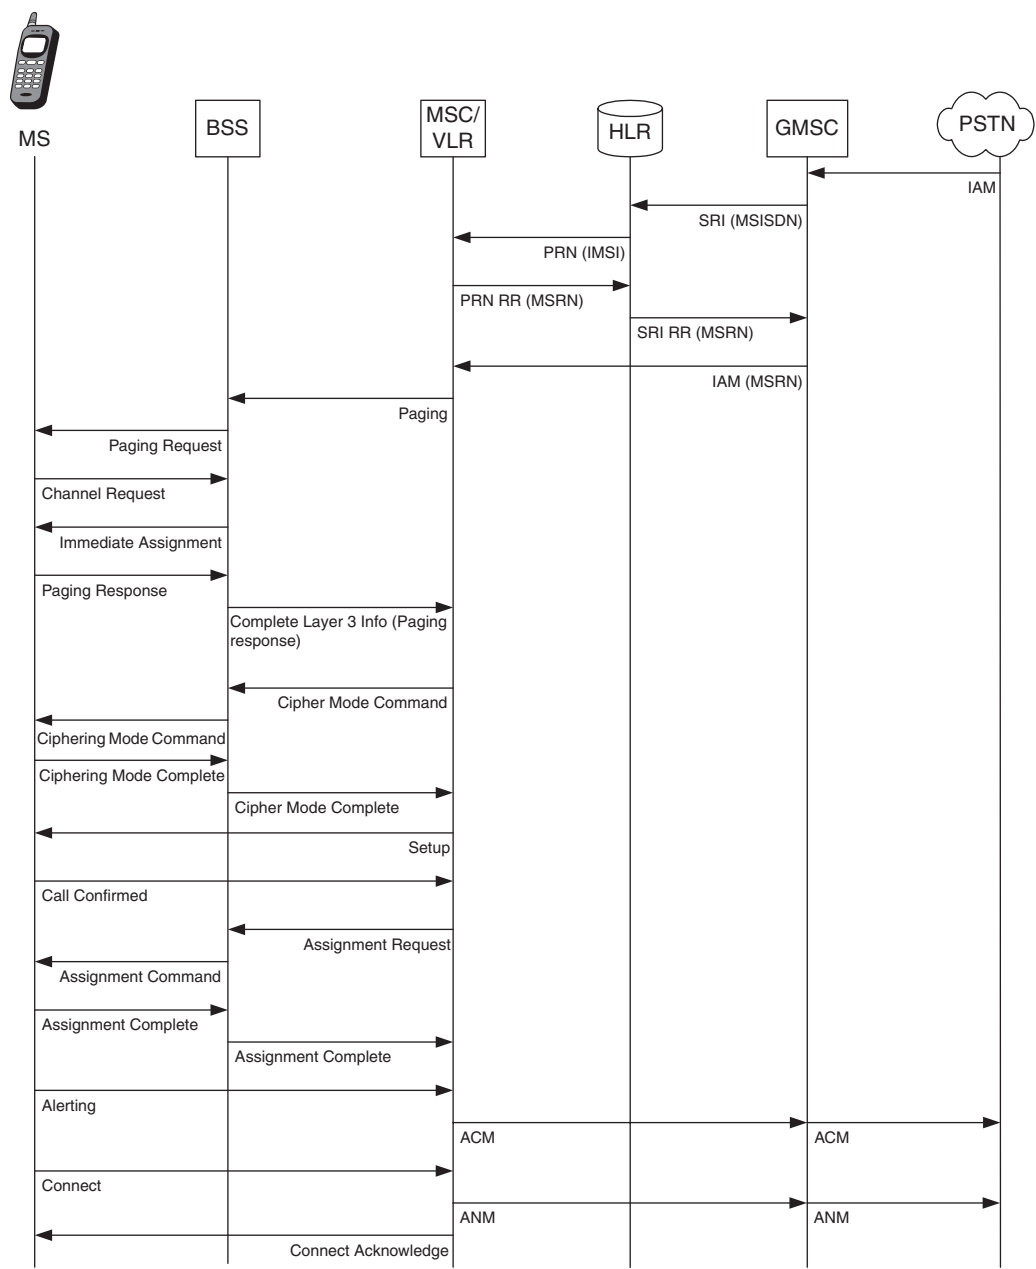 MS
BSS
MSC/
VLR
HLR
GMSC
PSTN
IAM
SRI (MSISDN)
PRN (IMSI)
PRN RR (MSRN)
SRI RR (MSRN)
IAM (MSRN)
Paging
Paging Request
Channel Request
Immediate Assignment
Paging Response
Complete Layer 3 Info (Paging
response)
Cipher Mode Command
Ciphering Mode Command
Ciphering Mode Complete
Cipher Mode Complete
Setup
Call Confirmed
Assignment Request
Assignment Command
Assignment Complete
Assignment Complete
Alerting
ACM
ACM
Connect
ANM
ANM
Connect Acknowledge